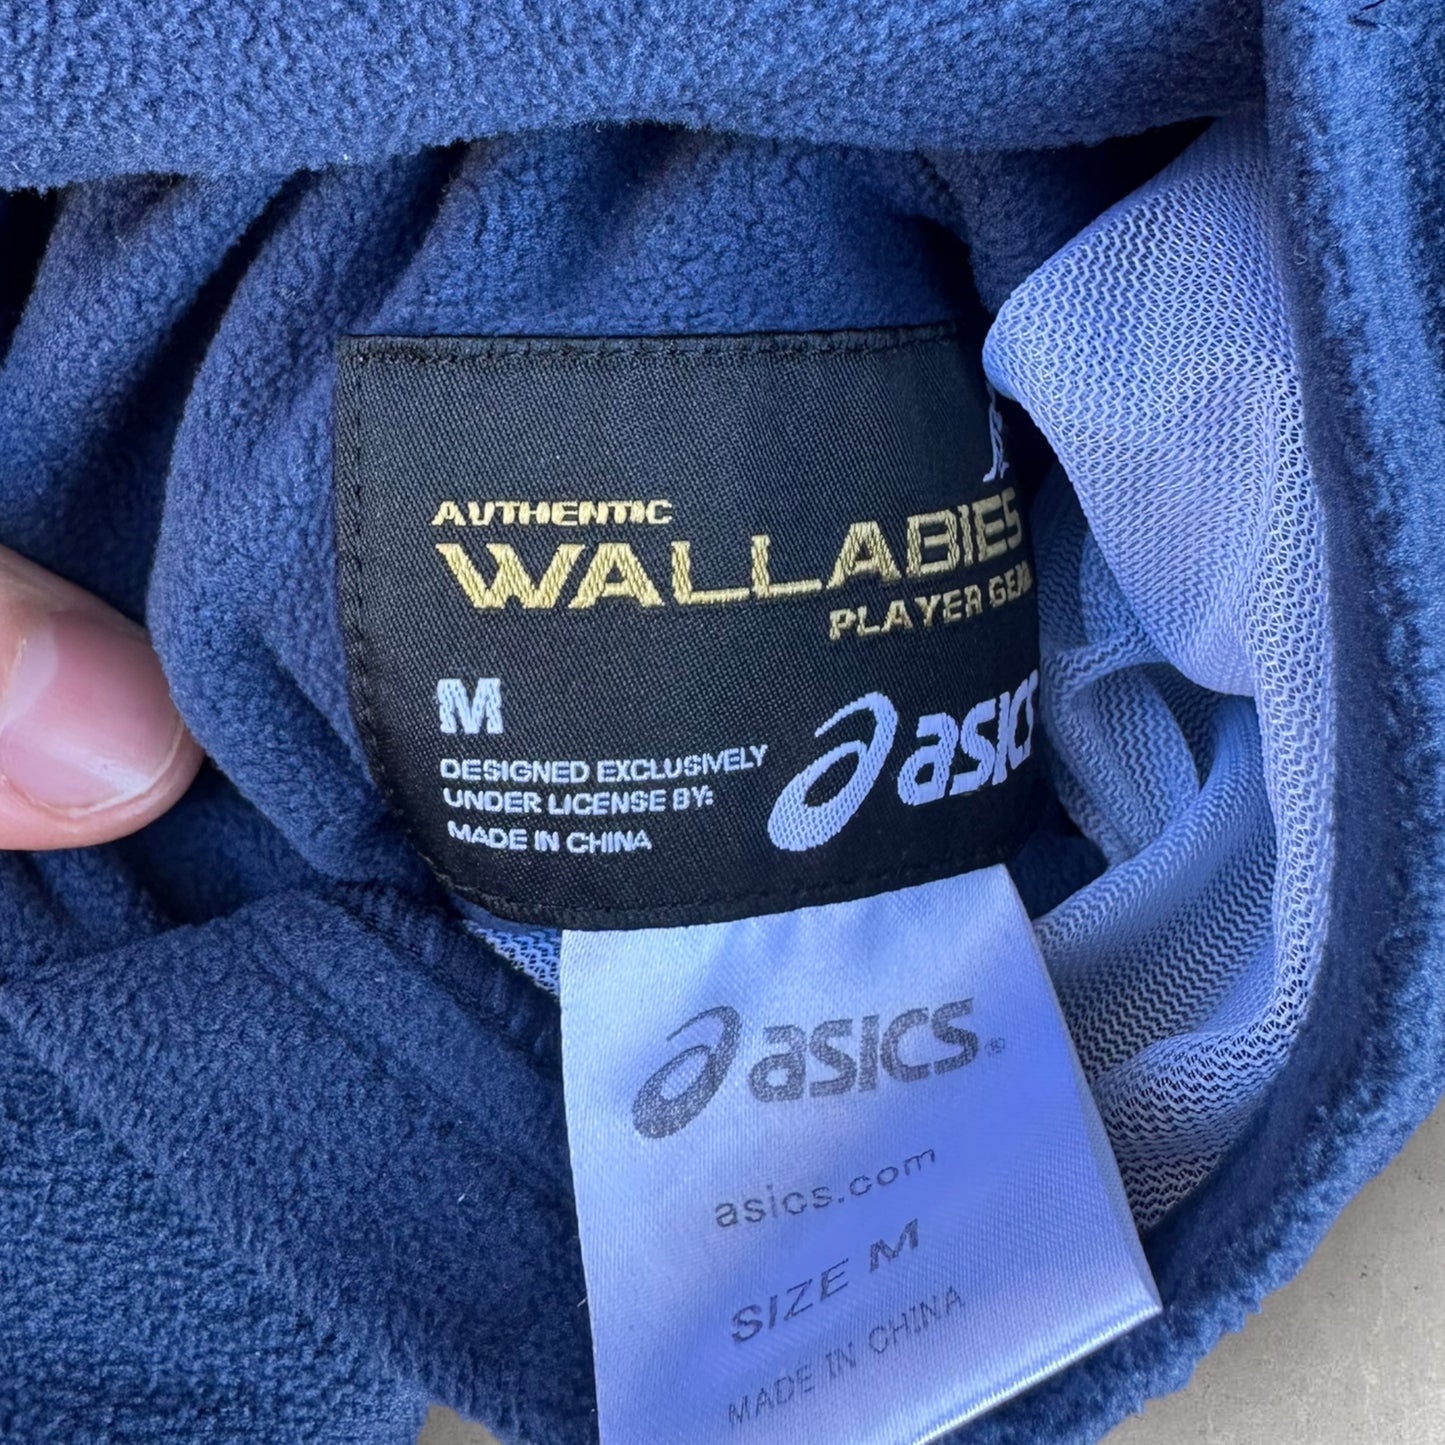 AUTHENTIC
WALLABIES
PLAYER GEAR
M
DESIGNED EXCLUSIVELY
UNDER LICENSE BY:
MADE IN CHINA
asics
asics®
asics.com
SIZE M
MADE IN CHINA